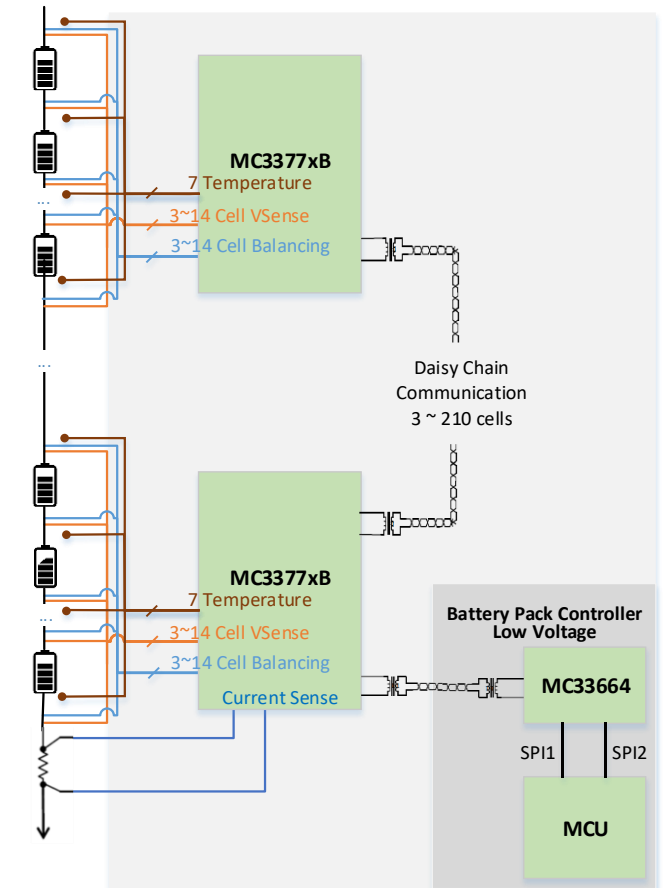 MC3377xB
7 Temperature
3~14 Cell VSense
3~14 Cell Balancing
...
...
Daisy Chain
Communication
3 ~ 210 cells
MC3377xB
7 Temperature
3~14 Cell VSense
3~14 Cell Balancing
Current Sense
...
Battery Pack Controller
Low Voltage
MC33664
SPI1 SPI2
MCU